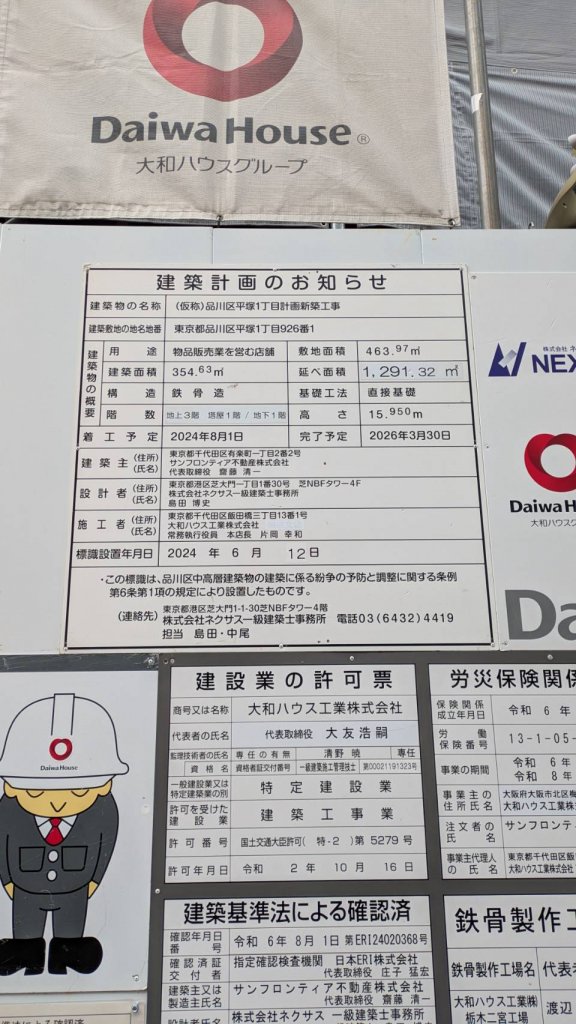 Daiwa House®
大和ハウスグループ
建築計画のお知らせ
建築物の名称 (仮称)品川区平塚1丁目計画新築工事
建築敷地の地名地番 東京都品川区平塚1丁目926番1
建築物の概要
用途 物品販売業を営む店舗 敷地面積 463.97㎡
建築面積 354.63㎡ 延べ面積 1,291.32 ㎡
構造 鉄骨造 基礎工法 直接基礎
階数 地上3階 塔屋1階 / 地下1階 高さ 15.950m
着工予定 2024年8月1日 完了予定 2026年3月30日
建築主 (住所) 東京都千代田区有楽町一丁目2番2号
(氏名) サンフロンティア不動産株式会社
代表取締役 齋藤 清一
設計者 (住所) 東京都港区芝大門一丁目1番30号 芝NBFタワー4F
(氏名) 株式会社ネクサス一級建築士事務所
島田 博史
施工者 (住所) 東京都千代田区飯田橋三丁目13番1号
(氏名) 大和ハウス工業株式会社
常務執行役員 本店長 片岡 幸和
標識設置年月日 2024 年 6 月 12日
・この標識は、品川区中高層建築物の建築に係る紛争の予防と調整に関する条例
第6条第1項の規定により設置したものです。
(連絡先) 東京都港区芝大門1-1-30芝NBFタワー4階
株式会社ネクサス一級建築士事務所 電話03(6432)4419
担当 島田・中尾
株式会社 ネ
NEX
Daiwa H
大和ハウス
Da
DAIWA HOUSE
建設業の許可票
商号又は名称 大和ハウス工業株式会社
代表者の氏名 代表取締役 大友浩嗣
監理技術者の氏名 専任の有無 清野 暁 専任
資格名 資格者証交付番号 一級建築施工管理技士 第00021191323号
一般建設業又は
特定建築業の別 特定建設業
許可を受けた
建設業 建築工事業
許可番号 国土交通大臣許可(特-2)第5279号
許可年月日 令和 2年 10月 16日
労災保険関係
保険関係
成立年月日 令和 6年
労働
保険番号 13-1-05-
事業の期間 令和 6年
令和 8年
事業主の
住所氏名 大阪府大阪市北区梅
大和ハウス工業株
注文者の
氏名 サンフロンティ
事業主代理人
の氏名 東京都千代田区飯
大和ハウス工業株
建築基準法による確認済
確認年月日
番号 令和 6年 8月 1日 第ERI24020368号
確認済証
交付者 指定確認検査機関 日本ERI株式会社
代表取締役 庄子 猛宏
建築主又は
製造主氏名 サンフロンティア不動産株式会社
代表取締役 齋藤 清一
設計者氏名 株式会社ネクサス 一級建築士事務所
鉄骨製作工
鉄骨製作工場名 代表者
大和ハウス工業㈱
栃木二宮工場 渡辺